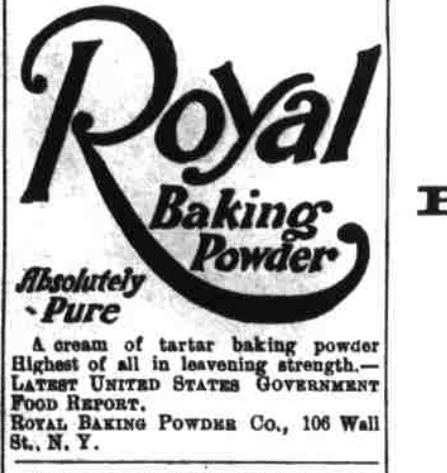 Royal
Baking
Powder
Absolutely
Pure
A cream of tartar baking powder
Highest of all in leavening strength.—
LATEST UNITED STATES GOVERNMENT
FOOD REPORT.
ROYAL BAKING POWDER CO., 106 Wall
St., N. Y.